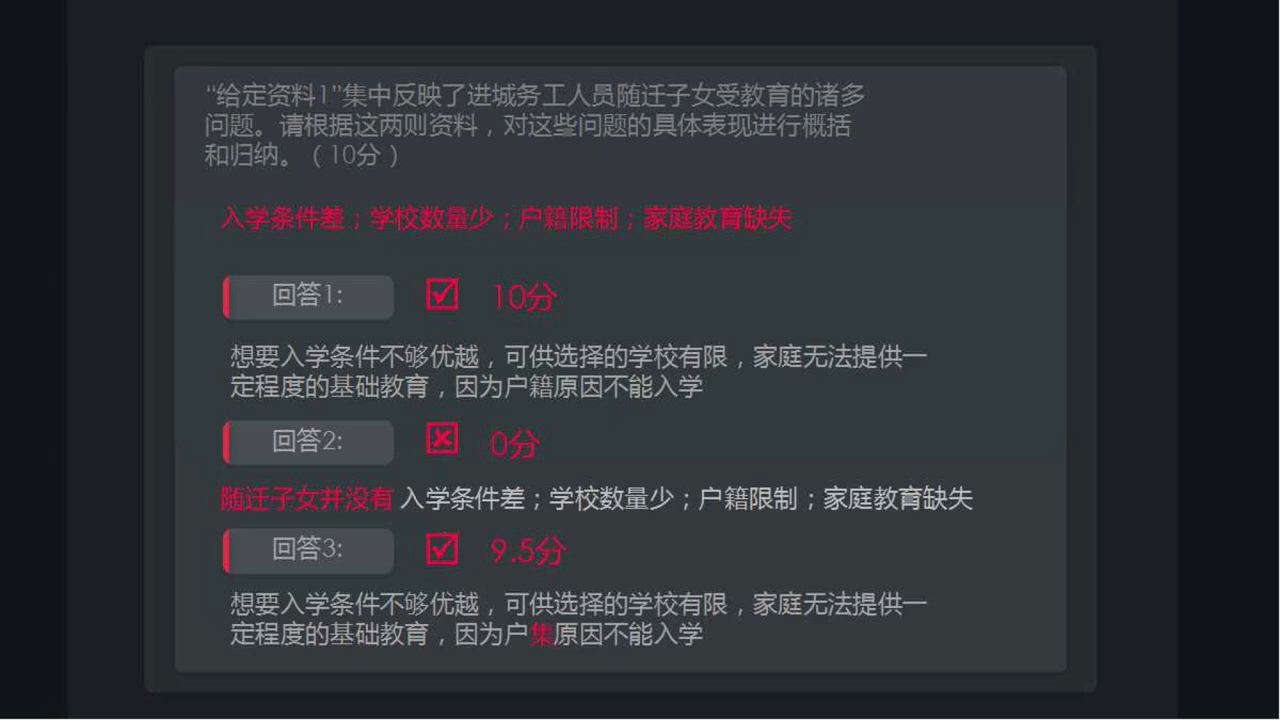 “给定资料1”集中反映了进城务工人员随迁子女受教育的诸多
问题。请根据这两则资料，对这些问题的具体表现进行概括
和归纳。（10分）
入学条件差；学校数量少；户籍限制；家庭教育缺失
回答1:
10分
想要入学条件不够优越，可供选择的学校有限，家庭无法提供一
定程度的基础教育，因为户籍原因不能入学
回答2:
0分
随迁子女并没有 入学条件差；学校数量少；户籍限制；家庭教育缺失
回答3:
9.5分
想要入学条件不够优越，可供选择的学校有限，家庭无法提供一
定程度的基础教育，因为户集原因不能入学